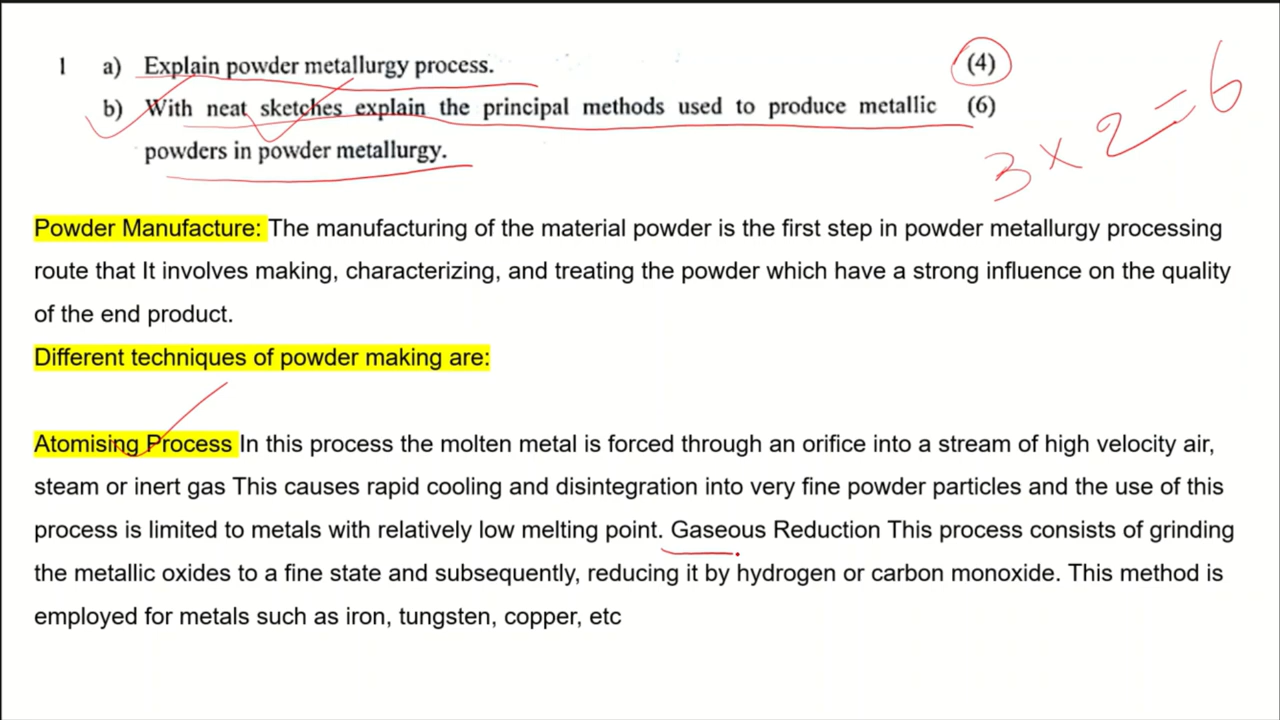 1 a) Explain powder metallurgy process. (4)
b) With neat sketches explain the principal methods used to produce metallic (6)
powders in powder metallurgy.
3 x 2 = 6
Powder Manufacture: The manufacturing of the material powder is the first step in powder metallurgy processing
route that It involves making, characterizing, and treating the powder which have a strong influence on the quality
of the end product.
Different techniques of powder making are:
Atomising Process In this process the molten metal is forced through an orifice into a stream of high velocity air,
steam or inert gas This causes rapid cooling and disintegration into very fine powder particles and the use of this
process is limited to metals with relatively low melting point. Gaseous Reduction This process consists of grinding
the metallic oxides to a fine state and subsequently, reducing it by hydrogen or carbon monoxide. This method is
employed for metals such as iron, tungsten, copper, etc